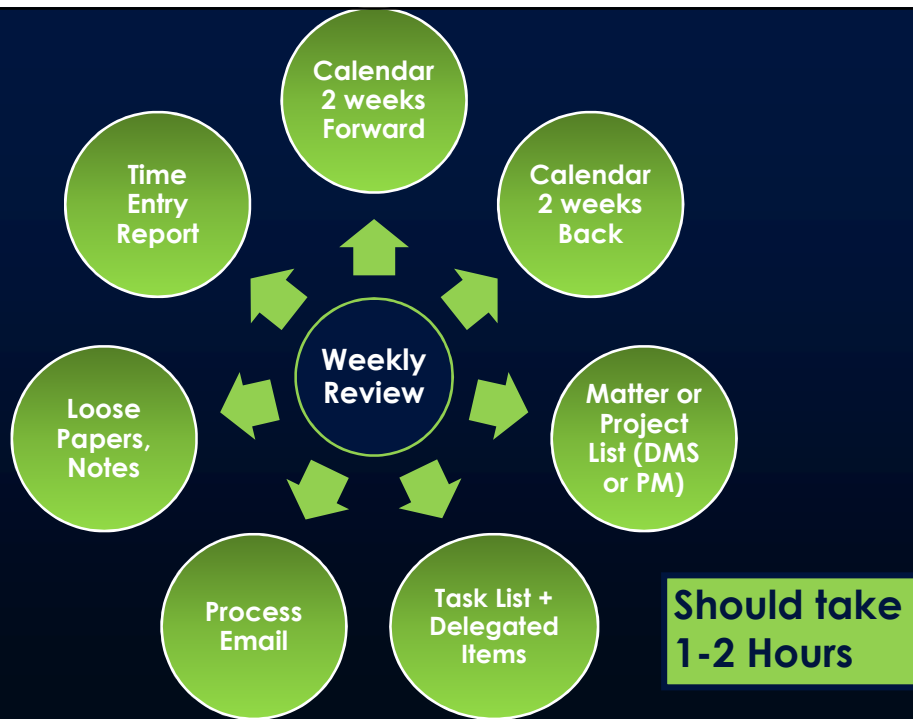 Calendar
2 weeks
Forward
Calendar
2 weeks
Back
Matter or
Project
List (DMS
or PM)
Task List +
Delegated
Items
Process
Email
Loose
Papers,
Notes
Time
Entry
Report
Weekly
Review
Should take
1-2 Hours